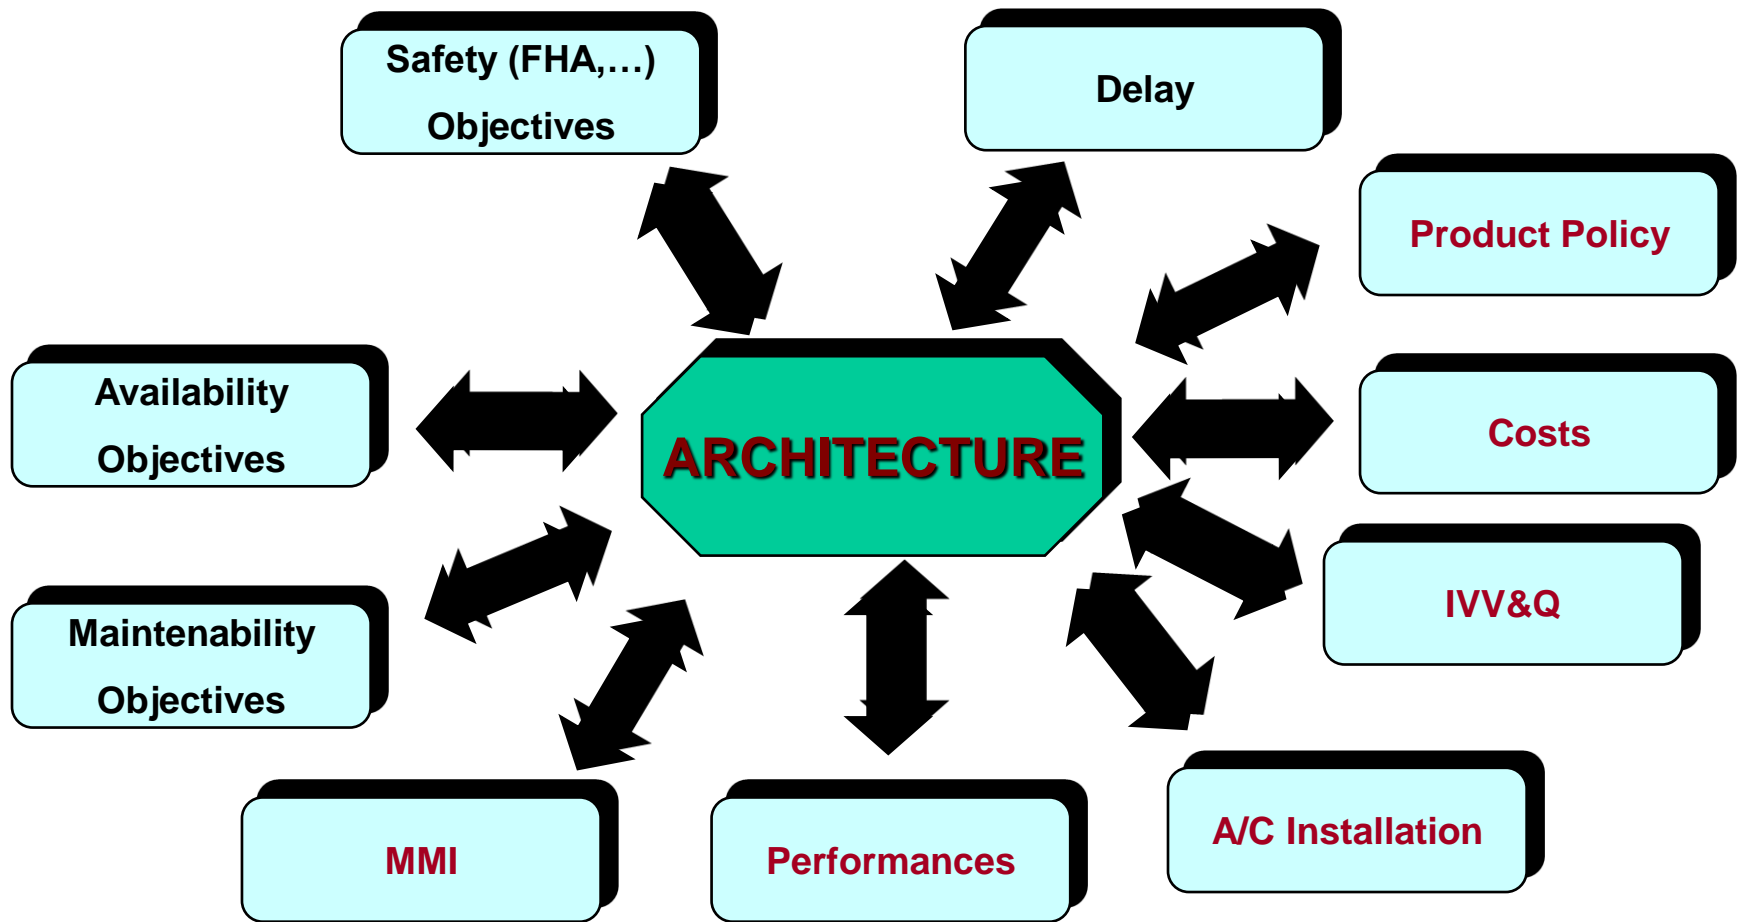 Safety (FHA,…)
Objectives
Delay
Product Policy
Availability
Objectives
ARCHITECTURE
Costs
Maintenability
Objectives
IVV&Q
MMI
Performances
A/C Installation